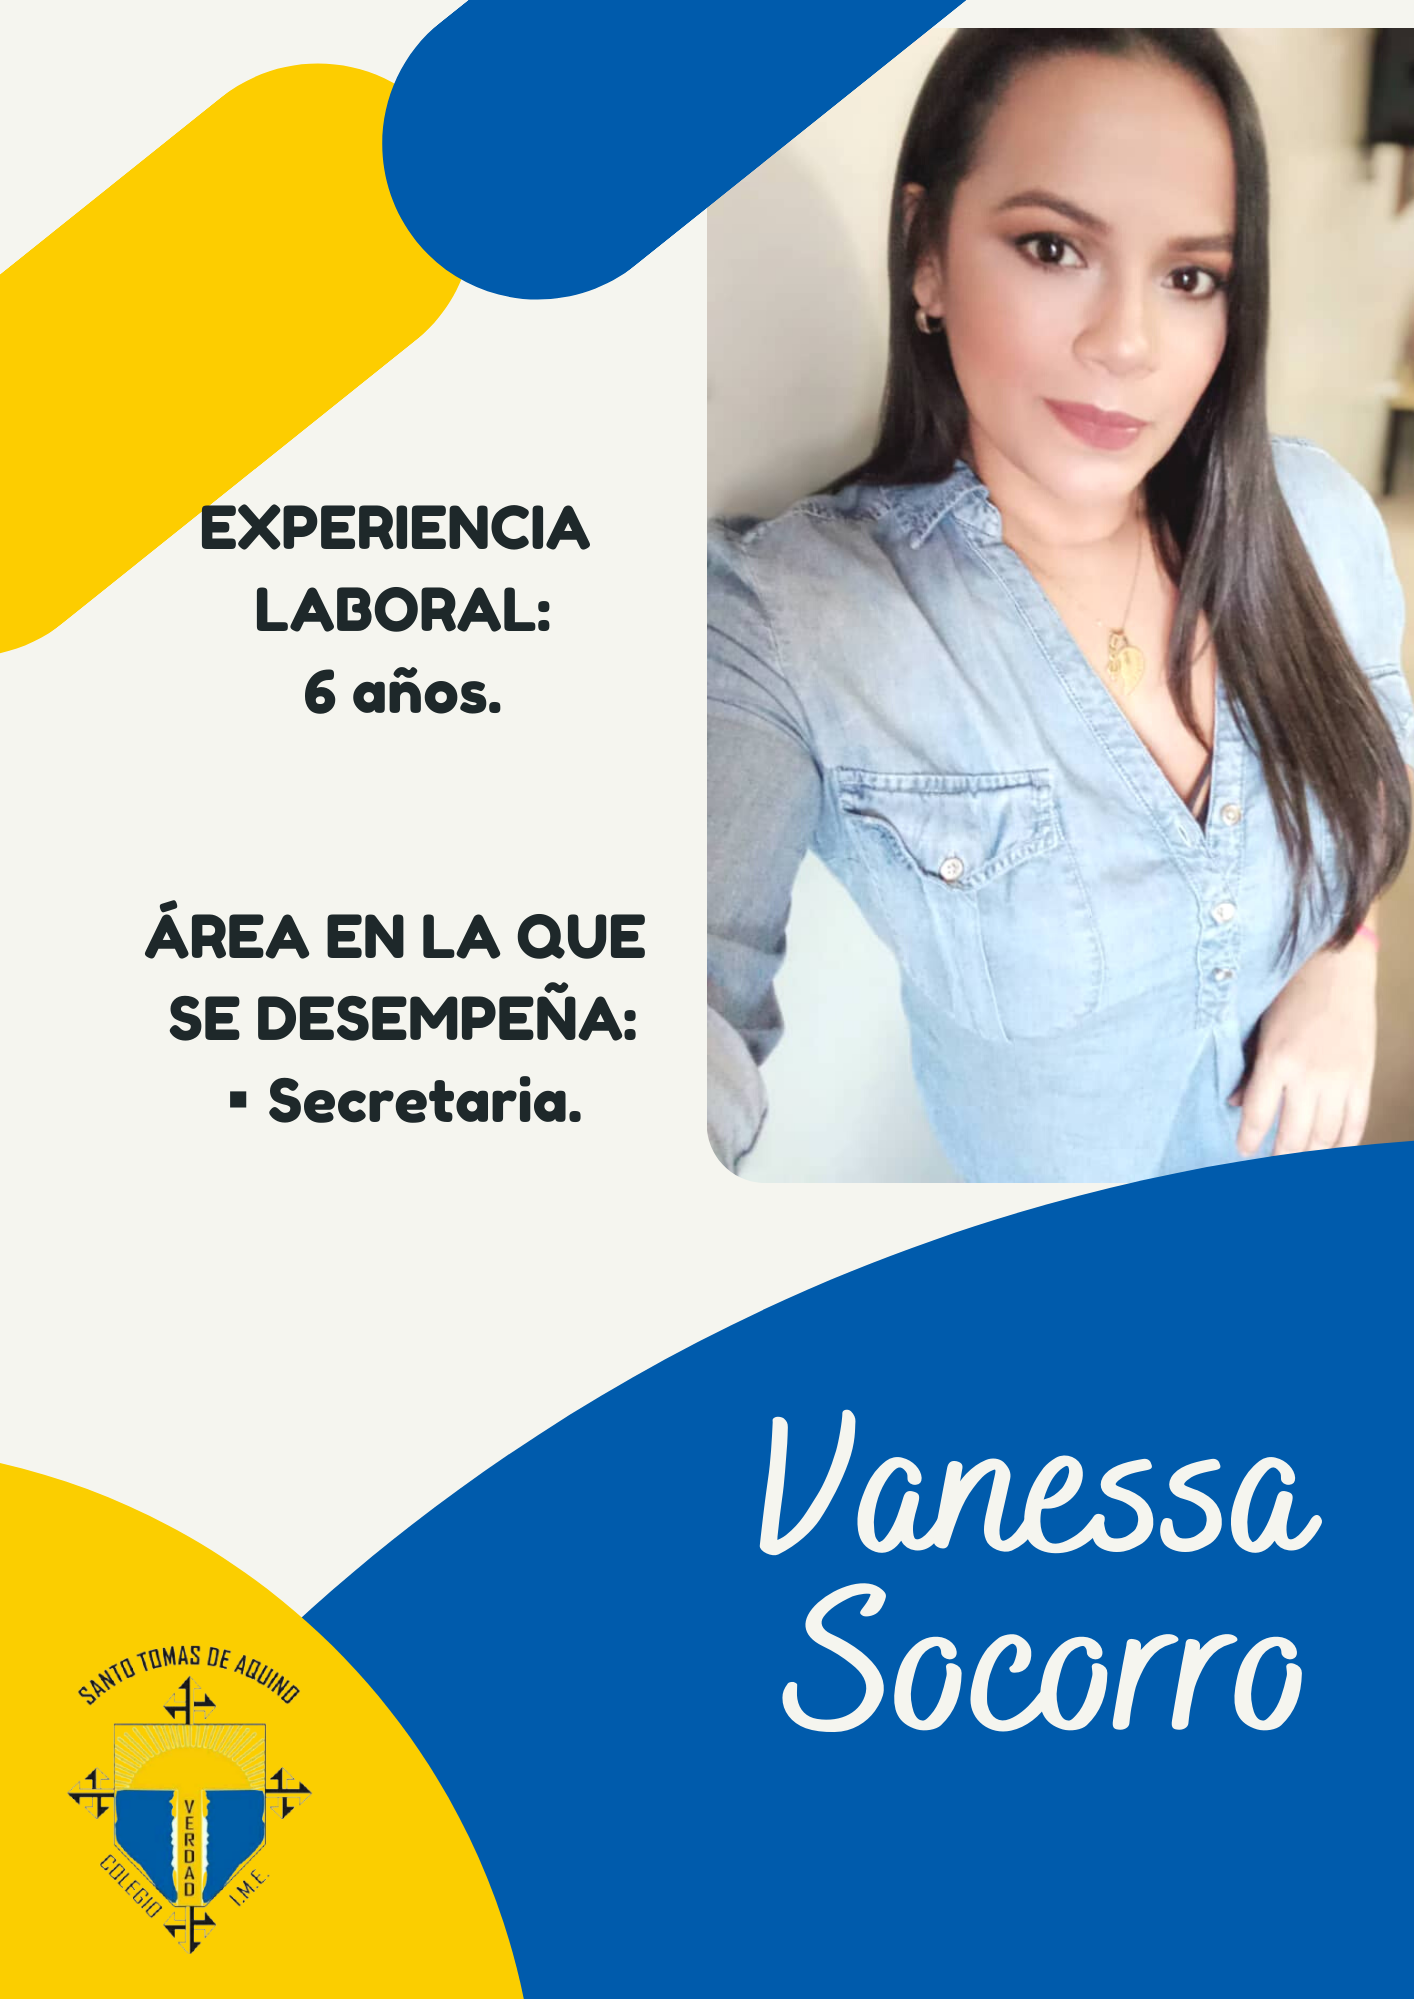 EXPERIENCIA
LABORAL:
6 años.
ÁREA EN LA QUE
SE DESEMPEÑA:
▪ Secretaria.
Vanessa
Socorro
SANTO TOMAS DE AQUINO
VERDAD
COLEGIO
I.M.E.